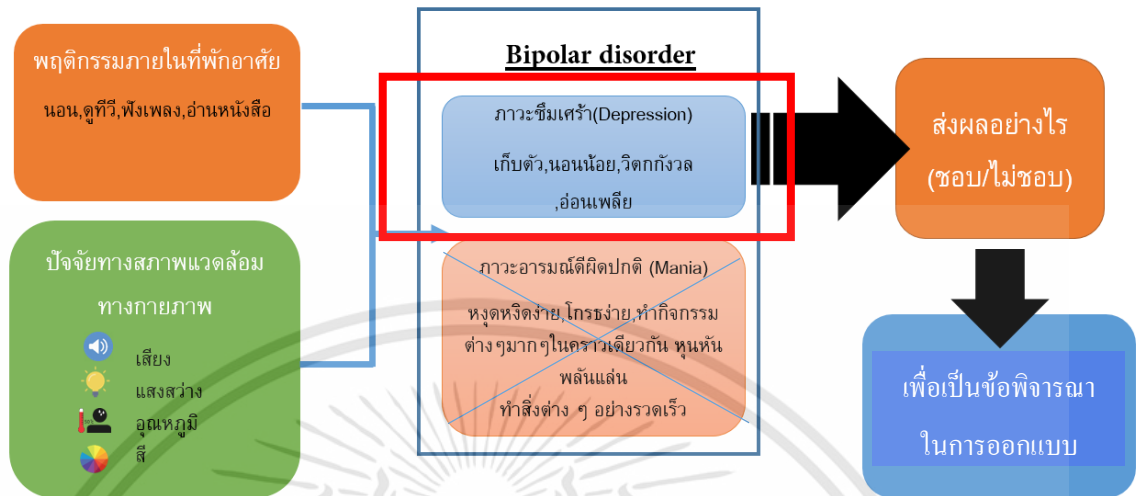 พฤติกรรมภายในที่พักอาศัย
นอน,ดูทีวี,ฟังเพลง,อ่านหนังสือ
ปัจจัยทางสภาพแวดล้อม
ทางกายภาพ
เสียง
แสงสว่าง
อุณหภูมิ
สี
Bipolar disorder
ภาวะซึมเศร้า(Depression)
เก็บตัว,นอนน้อย,วิตกกังวล
,อ่อนเพลีย
ภาวะอารมณ์ดีผิดปกติ (Mania)
หงุดหงิดง่าย,โกรธง่าย,ทำกิจกรรม
ต่างๆมากๆในคราวเดียวกัน หุนหัน
พลันแล่น
ทำสิ่งต่าง ๆ อย่างรวดเร็ว
ส่งผลอย่างไร
(ชอบ/ไม่ชอบ)
เพื่อเป็นข้อพิจารณา
ในการออกแบบ